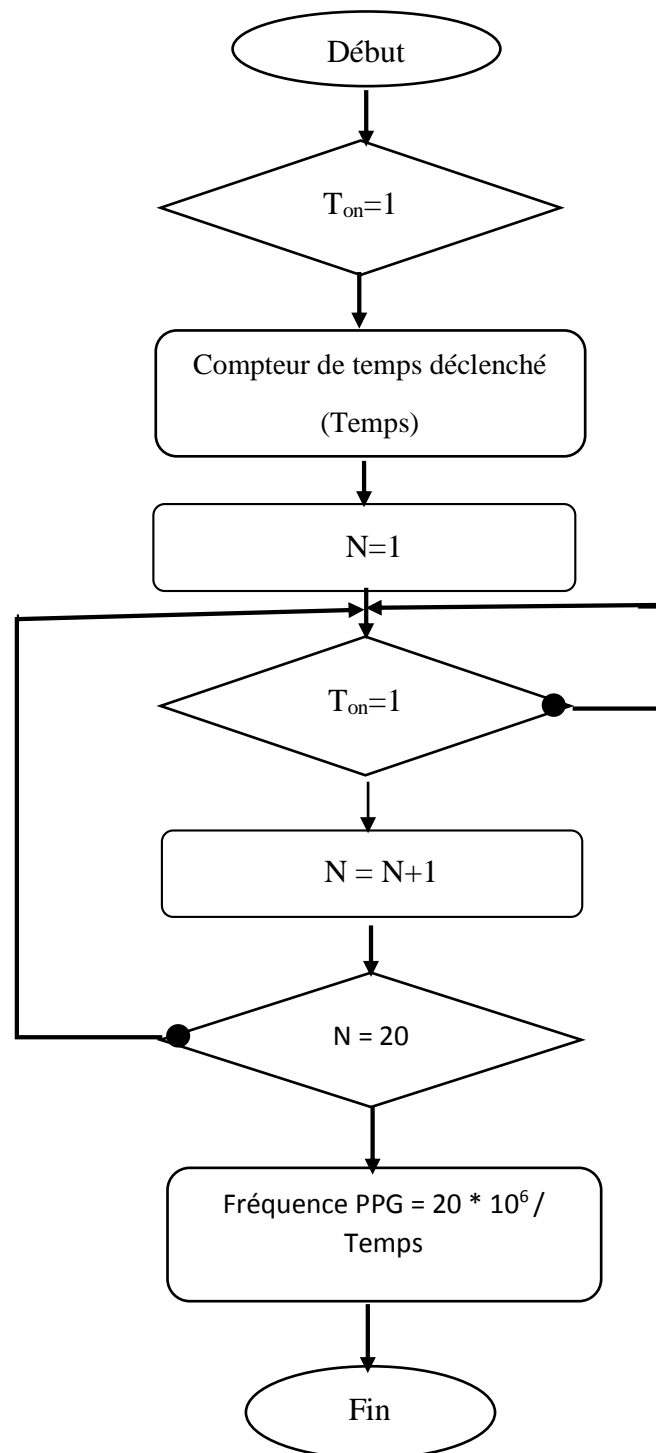 Début
Tₒₙ=1
Compteur de temps déclenché
(Temps)
N=1
Tₒₙ=1
N = N+1
N = 20
Fréquence PPG = 20 * 10⁶ /
Temps
Fin